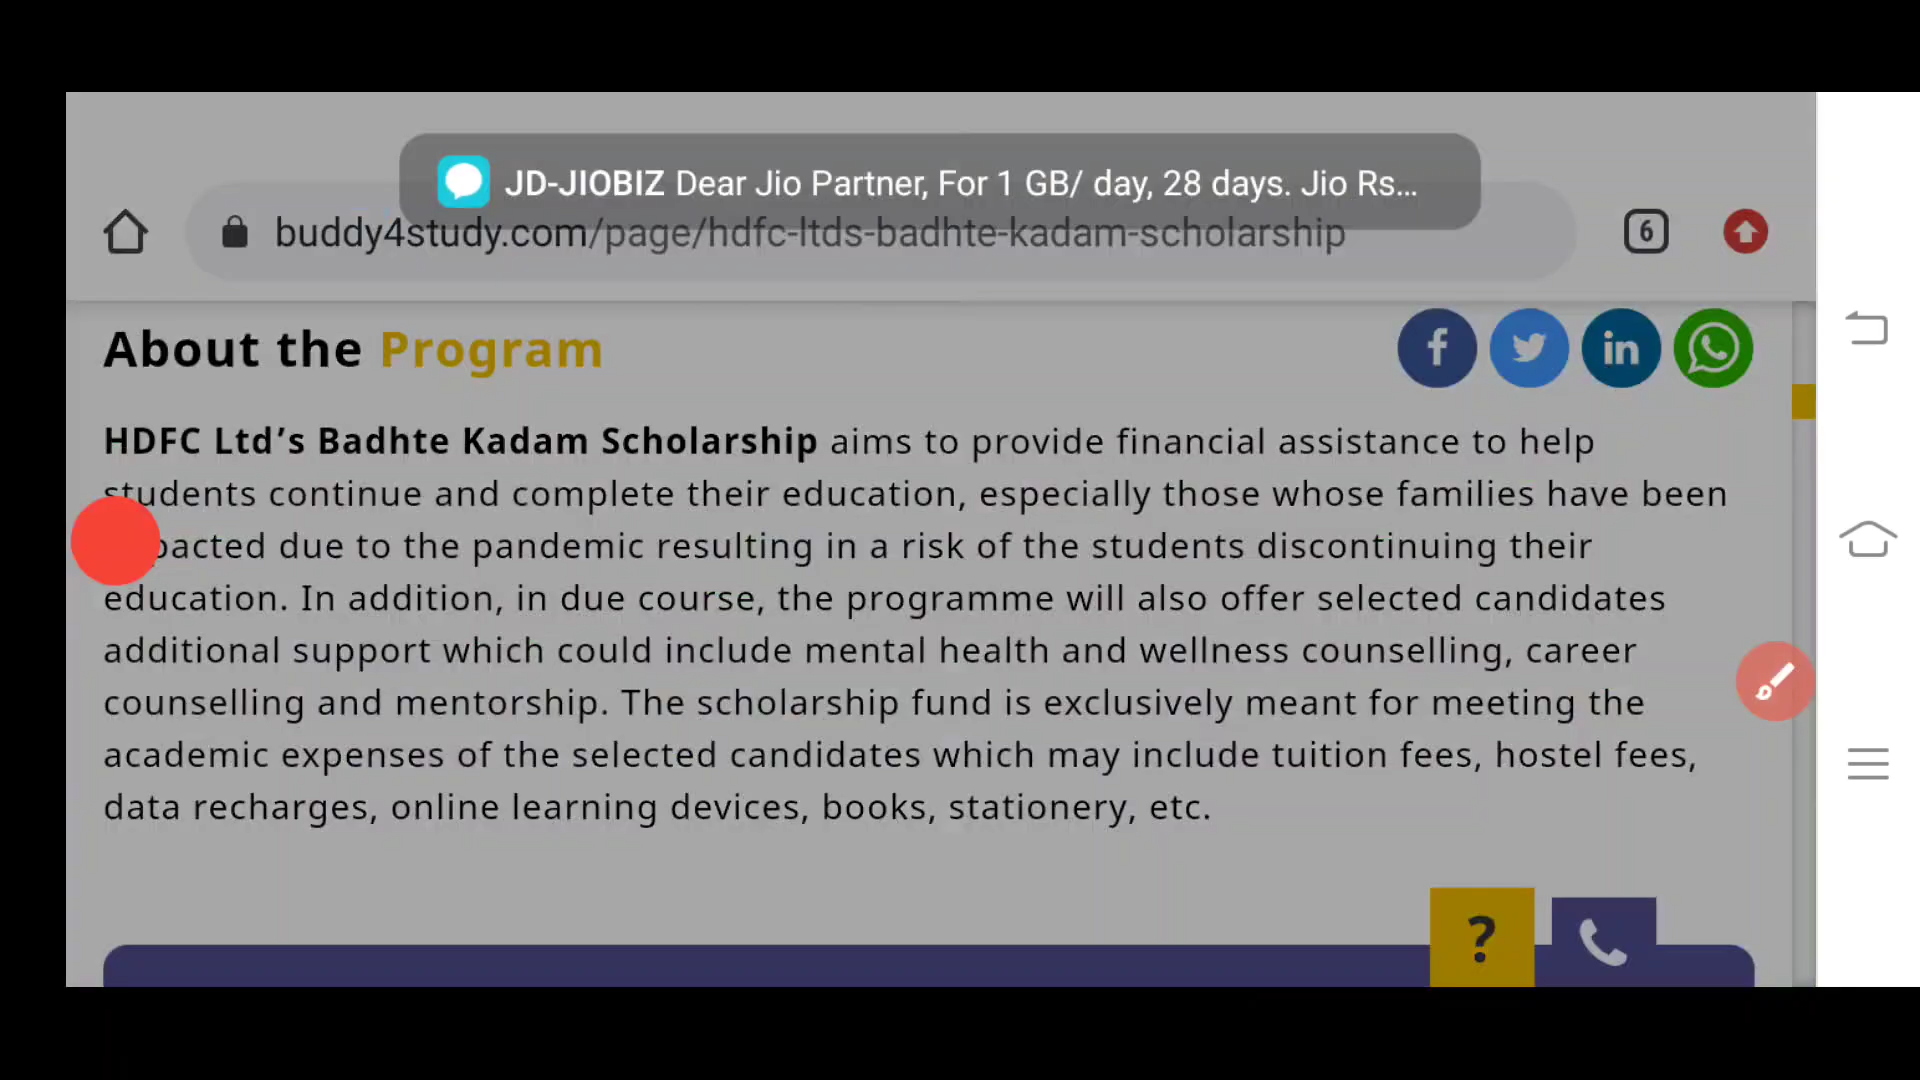 JD-JIOBIZ Dear Jio Partner, For 1 GB/ day, 28 days. Jio Rs...
buddy4study.com/page/hdfc-ltds-badhte-kadam-scholarship
6
About the Program
f
in
HDFC Ltd’s Badhte Kadam Scholarship aims to provide financial assistance to help
students continue and complete their education, especially those whose families have been
pacted due to the pandemic resulting in a risk of the students discontinuing their
education. In addition, in due course, the programme will also offer selected candidates
additional support which could include mental health and wellness counselling, career
counselling and mentorship. The scholarship fund is exclusively meant for meeting the
academic expenses of the selected candidates which may include tuition fees, hostel fees,
data recharges, online learning devices, books, stationery, etc.
?